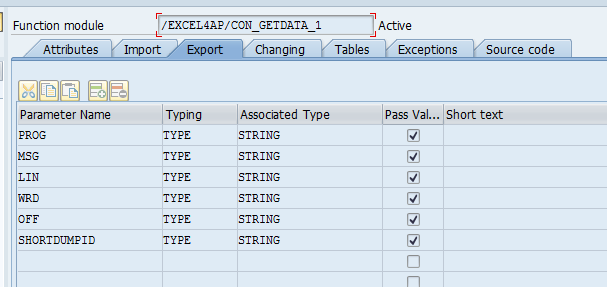 Function module /EXCEL4AP/CON_GETDATA_1 Active
Attributes Import Export Changing Tables Exceptions Source code
Parameter Name Typing Associated Type Pass Val... Short text
PROG TYPE STRING
MSG TYPE STRING
LIN TYPE STRING
WRD TYPE STRING
OFF TYPE STRING
SHORTDUMPID TYPE STRING